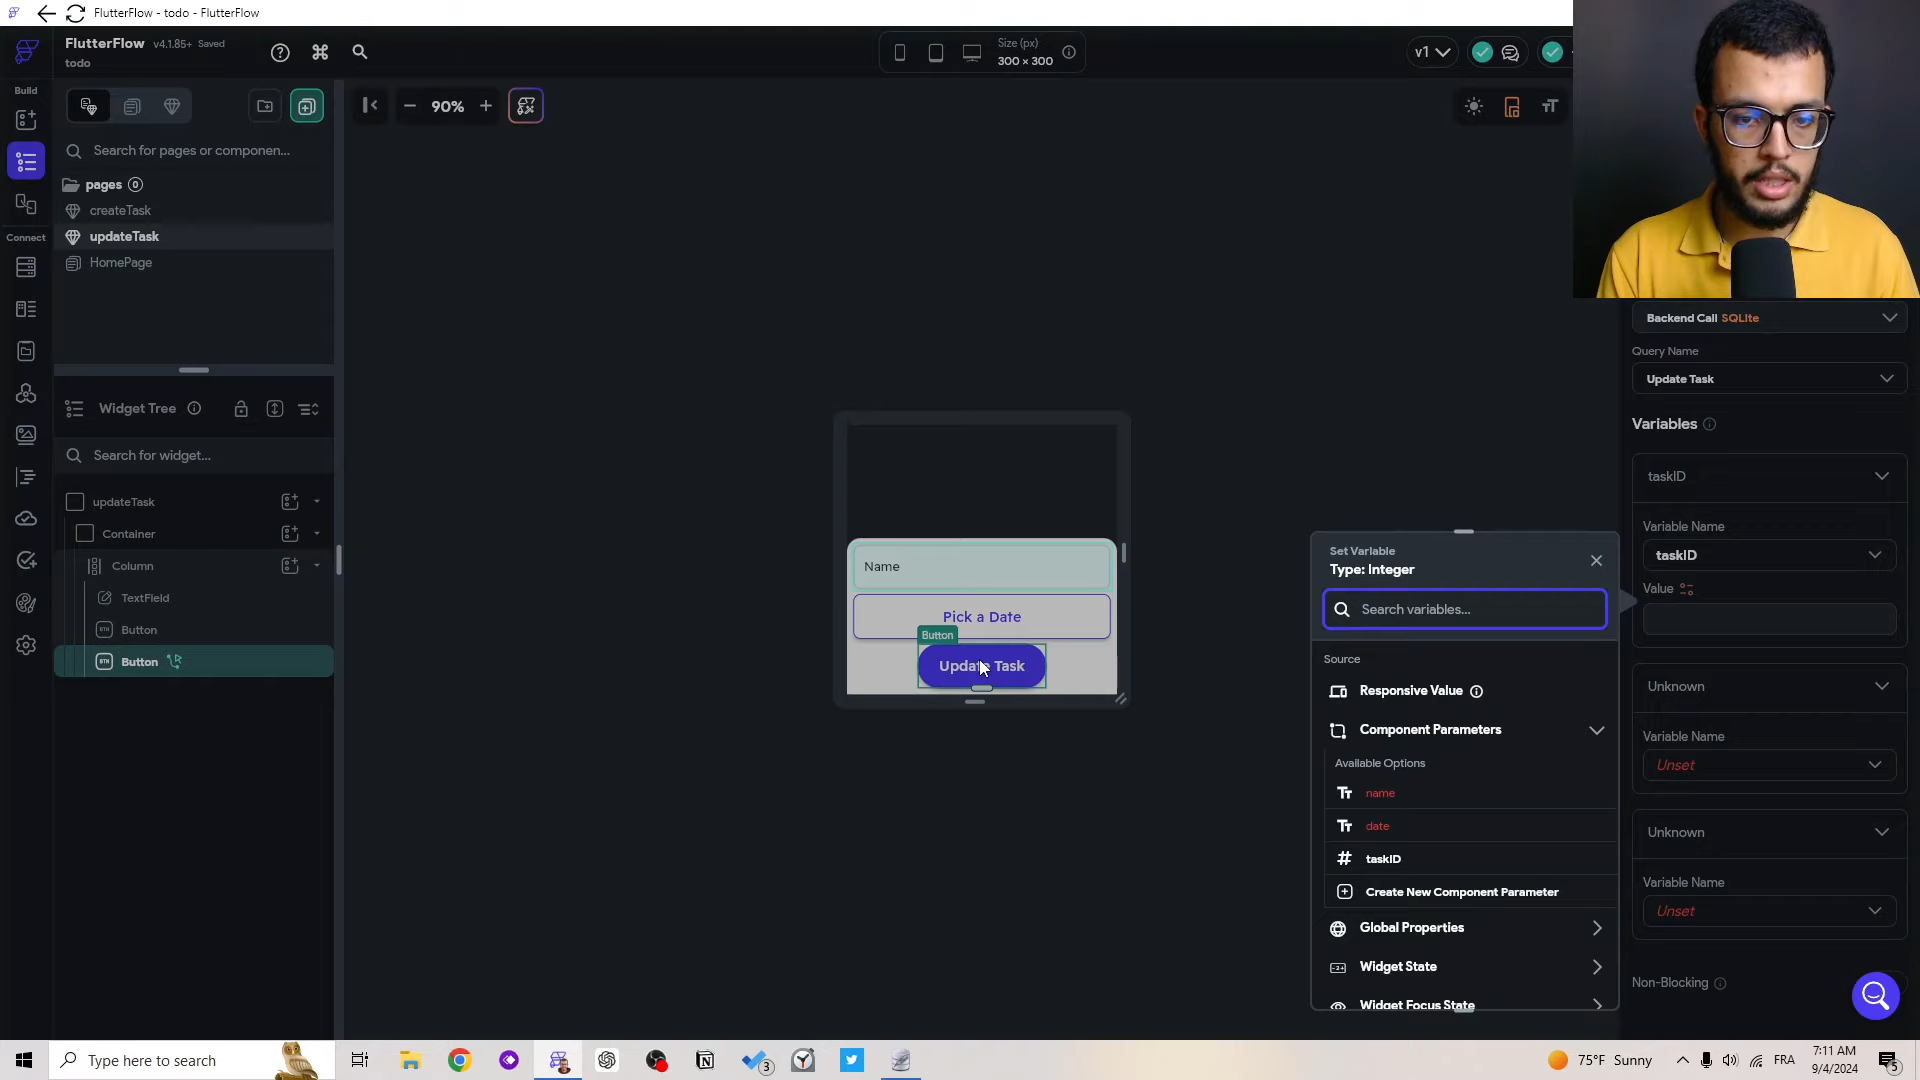 FlutterFlow - todo - FlutterFlow
FlutterFlow v4.1.85+ Saved
todo
Size (px)
300 × 300
v1
Build
90%
Search for pages or componen...
pages 0
createTask
updateTask
Connect
HomePage
Backend Call SQLite
Query Name
Update Task
Widget Tree
Variables
Search for widget...
taskID
updateTask
Variable Name
Container
taskID
Column
Value
TextField
Button
Button
Name
Pick a Date
Button
Update Task
Set Variable
Type: Integer
Search variables...
Source
Responsive Value
Component Parameters
Available Options
name
date
taskID
Create New Component Parameter
Global Properties
Widget State
Widget Focus State
Unknown
Variable Name
Unset
Unknown
Variable Name
Unset
Non-Blocking
Type here to search
3
75°F Sunny
FRA
7:11 AM
9/4/2024
5